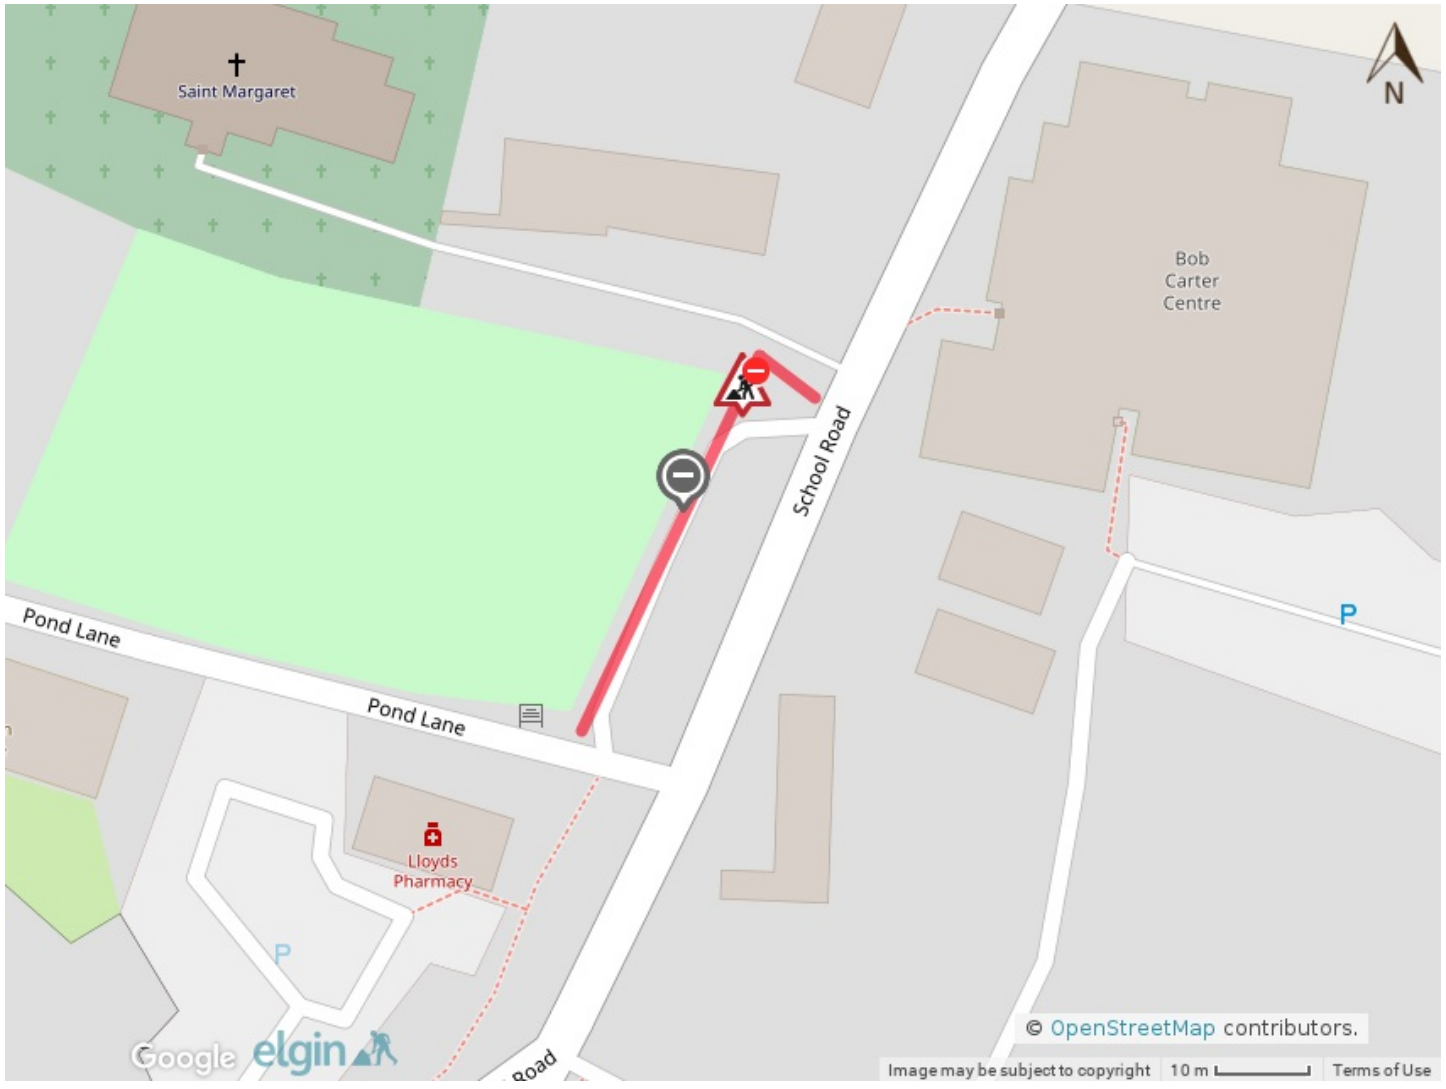 Saint Margaret
N
Bob
Carter
Centre
School Road
P
Pond Lane
Pond Lane
Lloyds
Pharmacy
P
Road
Google elgin
© OpenStreetMap contributors.
Image may be subject to copyright
10 m
Terms of Use